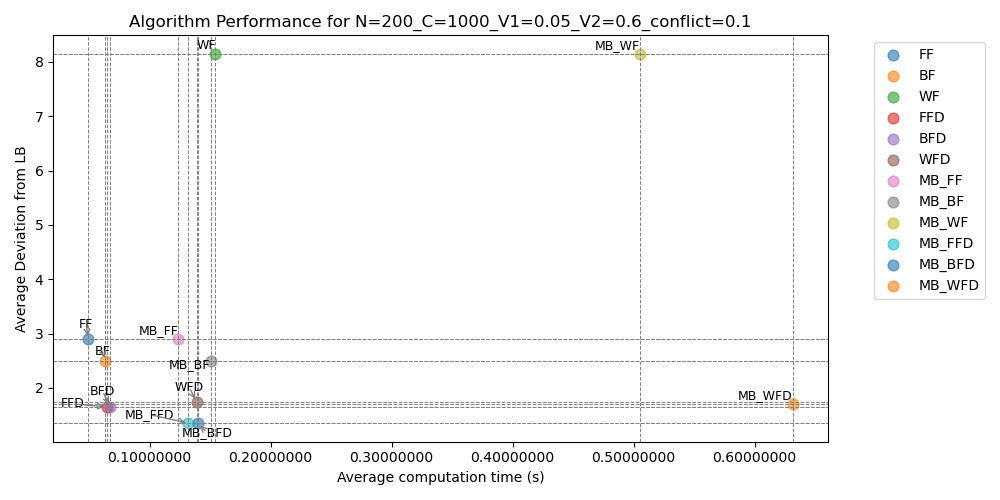 Algorithm Performance for N=200_C=1000_V1=0.05_V2=0.6_conflict=0.1
Average Deviation from LB
8
7
6
5
4
3
2
WF
MB_WF
FF
MB_FF
BF
MB_BF
WFD
BFD
MB_WFD
FFD
MB_FFD
MB_BFD
0.10000000
0.20000000
0.30000000
0.40000000
0.50000000
0.60000000
Average computation time (s)
FF
BF
WF
FFD
BFD
WFD
MB_FF
MB_BF
MB_WF
MB_FFD
MB_BFD
MB_WFD